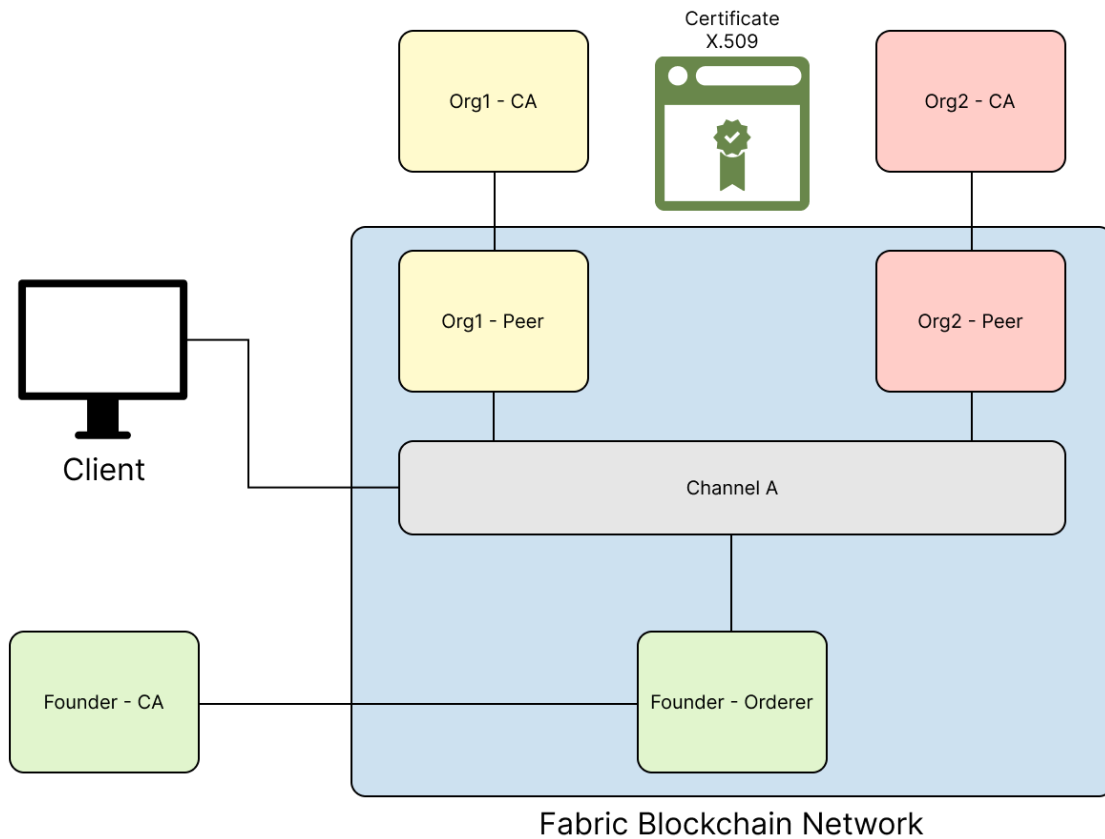 Certificate
X.509
Org1 - CA
Org2 - CA
Org1 - Peer
Org2 - Peer
Client
Channel A
Founder - CA
Founder - Orderer
Fabric Blockchain Network